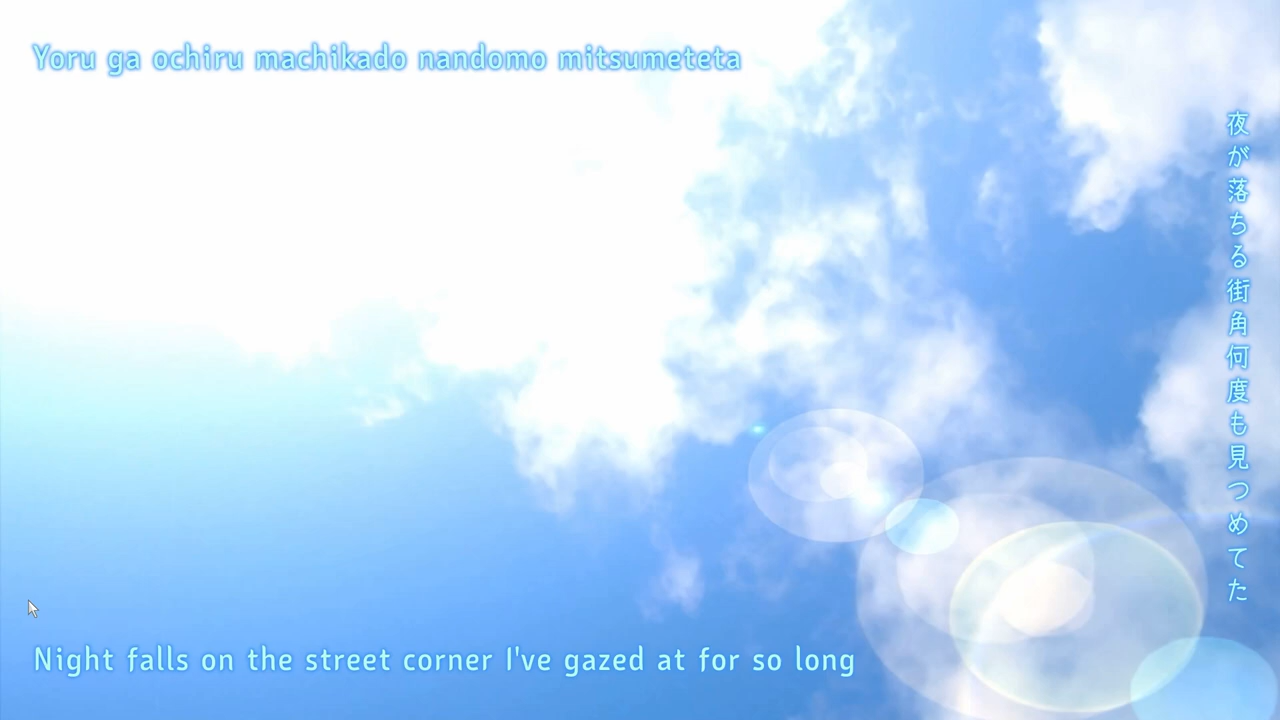 Yoru ga ochiru machikado nandomo mitsumeteta
夜が落ちる街角何度も見つめてた
Night falls on the street corner I've gazed at for so long